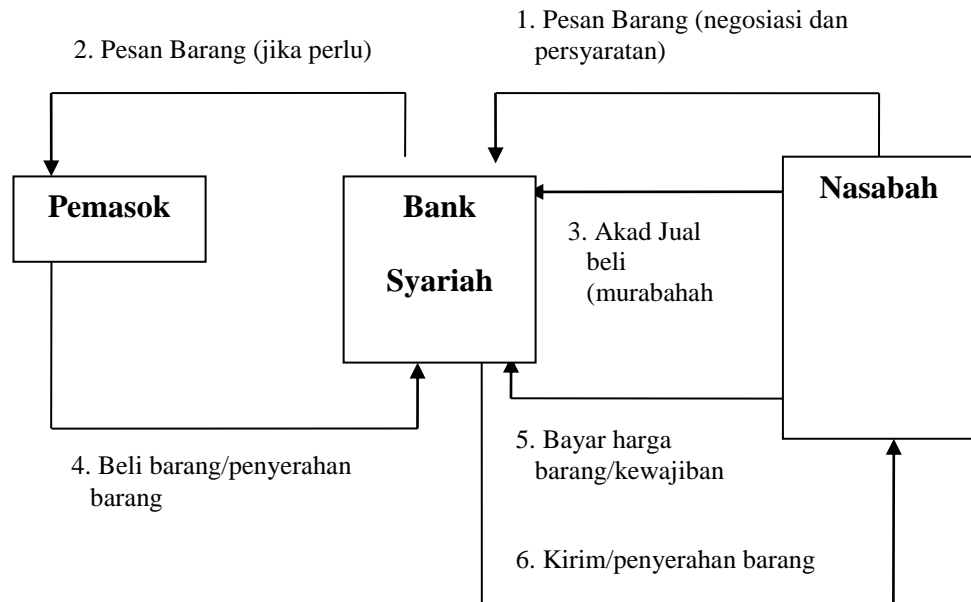 1. Pesan Barang (negosiasi dan
persyaratan)
2. Pesan Barang (jika perlu)
Pemasok
Bank
Syariah
Nasabah
3. Akad Jual
beli
(murabahah
4. Beli barang/penyerahan
barang
5. Bayar harga
barang/kewajiban
6. Kirim/penyerahan barang